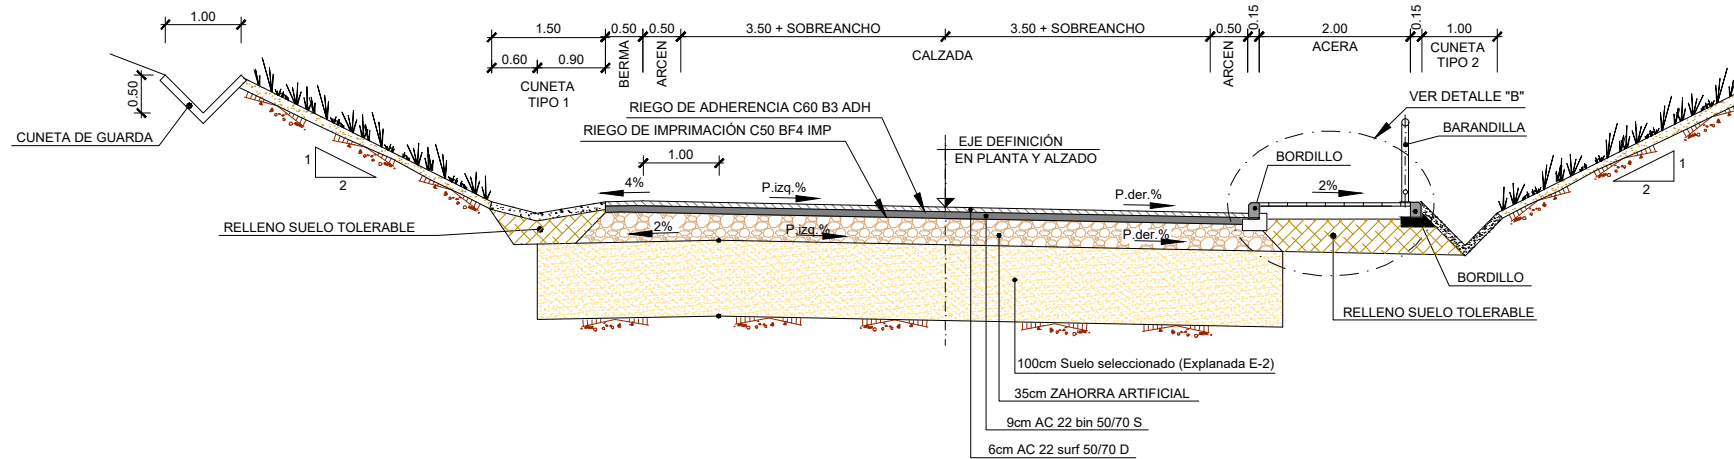 1.00
1.50
0.50
0.50
3.50 + SOBREANCHO
3.50 + SOBREANCHO
0.50
0.15
2.00
0.15
1.00
0.60
0.90
BERMA
ARCEN
CALZADA
ARCEN
ACERA
CUNETA
TIPO 2
CUNETA
TIPO 1
0.50
CUNETA DE GUARDA
RIEGO DE ADHERENCIA C60 B3 ADH
RIEGO DE IMPRIMACIÓN C50 BF4 IMP
EJE DEFINICIÓN
EN PLANTA Y ALZADO
VER DETALLE "B"
BARANDILLA
BORDILLO
1
2
1.00
1
2
4%
P.izq.%
P.der.%
2%
RELLENO SUELO TOLERABLE
2%
P.izq.%
P.der.%
BORDILLO
RELLENO SUELO TOLERABLE
100cm Suelo seleccionado (Explanada E-2)
35cm ZAHORRA ARTIFICIAL
9cm AC 22 bin 50/70 S
6cm AC 22 surf 50/70 D